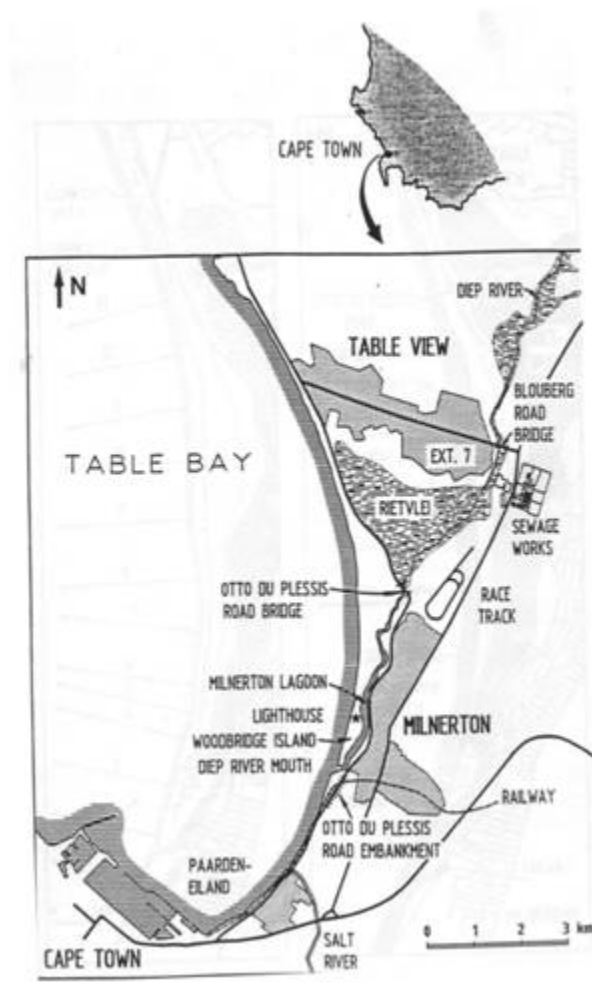 CAPE TOWN
N
DIEP RIVER
TABLE VIEW
BLOUBERG
ROAD
BRIDGE
EXT. 7
TABLE BAY
RIETVLEI
SEWAGE
WORKS
OTTO DU PLESSIS
ROAD BRIDGE
RACE
TRACK
MILNERTON LAGOON
LIGHTHOUSE
MILNERTON
WOODBRIDGE ISLAND
DIEP RIVER MOUTH
RAILWAY
OTTO DU PLESSIS
ROAD EMBANKMENT
PAARDEN-
EILAND
SALT
RIVER
0 1 2 3 km
CAPE TOWN